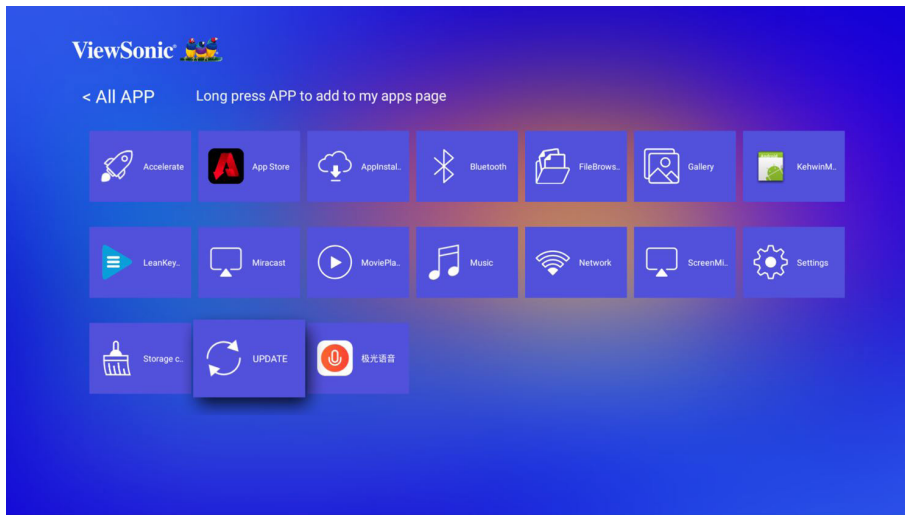 ViewSonic
< All APP Long press APP to add to my apps page
Accelerate App Store AppInstal.. Bluetooth FileBrows.. Gallery KehwinM..
LeanKey.. Miracast MoviePla.. Music Network ScreenMi.. Settings
Storage c.. UPDATE 极光语音